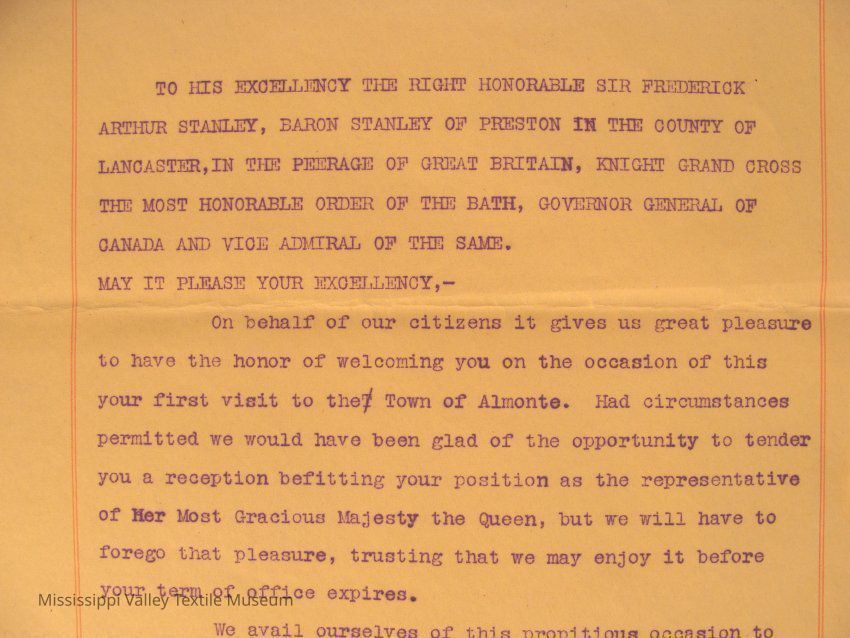 TO HIS EXCELLENCY THE RIGHT HONORABLE SIR FREDERICK
ARTHUR STANLEY, BARON STANLEY OF PRESTON IN THE COUNTY OF
LANCASTER,IN THE PEERAGE OF GREAT BRITAIN, KNIGHT GRAND CROSS
THE MOST HONORABLE ORDER OF THE BATH, GOVERNOR GENERAL OF
CANADA AND VICE ADMIRAL OF THE SAME.
MAY IT PLEASE YOUR EXCELLENCY,-
On behalf of our citizens it gives us great pleasure
to have the honor of welcoming you on the occasion of this
your first visit to the Town of Almonte. Had circumstances
permitted we would have been glad of the opportunity to tender
you a reception befitting your position as the representative
of Her Most Gracious Majesty the Queen, but we will have to
forego that pleasure, trusting that we may enjoy it before
your term of office expires.
Mississippi Valley Textile Museum
We avail ourselves of this propitious occasion to